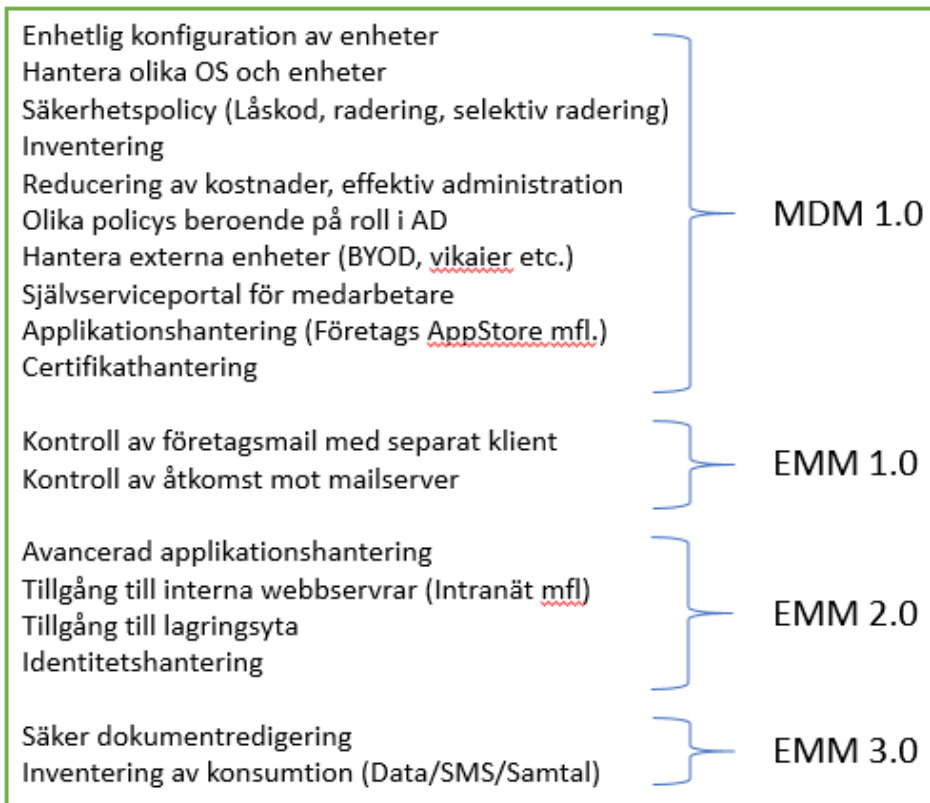 Enhetlig konfiguration av enheter
Hantera olika OS och enheter
Säkerhetspolicy (Låskod, radering, selektiv radering)
Inventering
Reducering av kostnader, effektiv administration
Olika policys beroende på roll i AD
Hantera externa enheter (BYOD, vikaier etc.)
Självserviceportal för medarbetare
Applikationshantering (Företags AppStore mfl.)
Certifikathantering
MDM 1.0
Kontroll av företagsmail med separat klient
Kontroll av åtkomst mot mailserver
EMM 1.0
Avancerad applikationshantering
Tillgång till interna webbservrar (Intranät mfl)
Tillgång till lagringsyta
Identitetshantering
EMM 2.0
Säker dokumentredigering
Inventering av konsumtion (Data/SMS/Samtal)
EMM 3.0